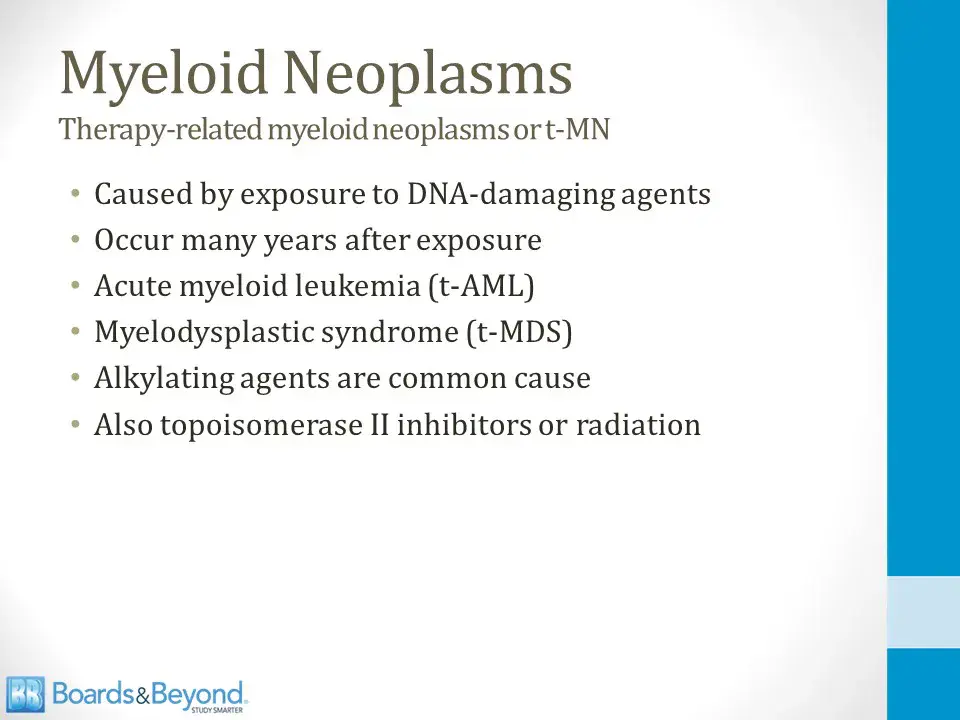 Myeloid Neoplasms
Therapy-related myeloid neoplasms or t-MN
• Caused by exposure to DNA-damaging agents
• Occur many years after exposure
• Acute myeloid leukemia (t-AML)
• Myelodysplastic syndrome (t-MDS)
• Alkylating agents are common cause
• Also topoisomerase II inhibitors or radiation
BB Boards&Beyond.
STUDY SMARTER